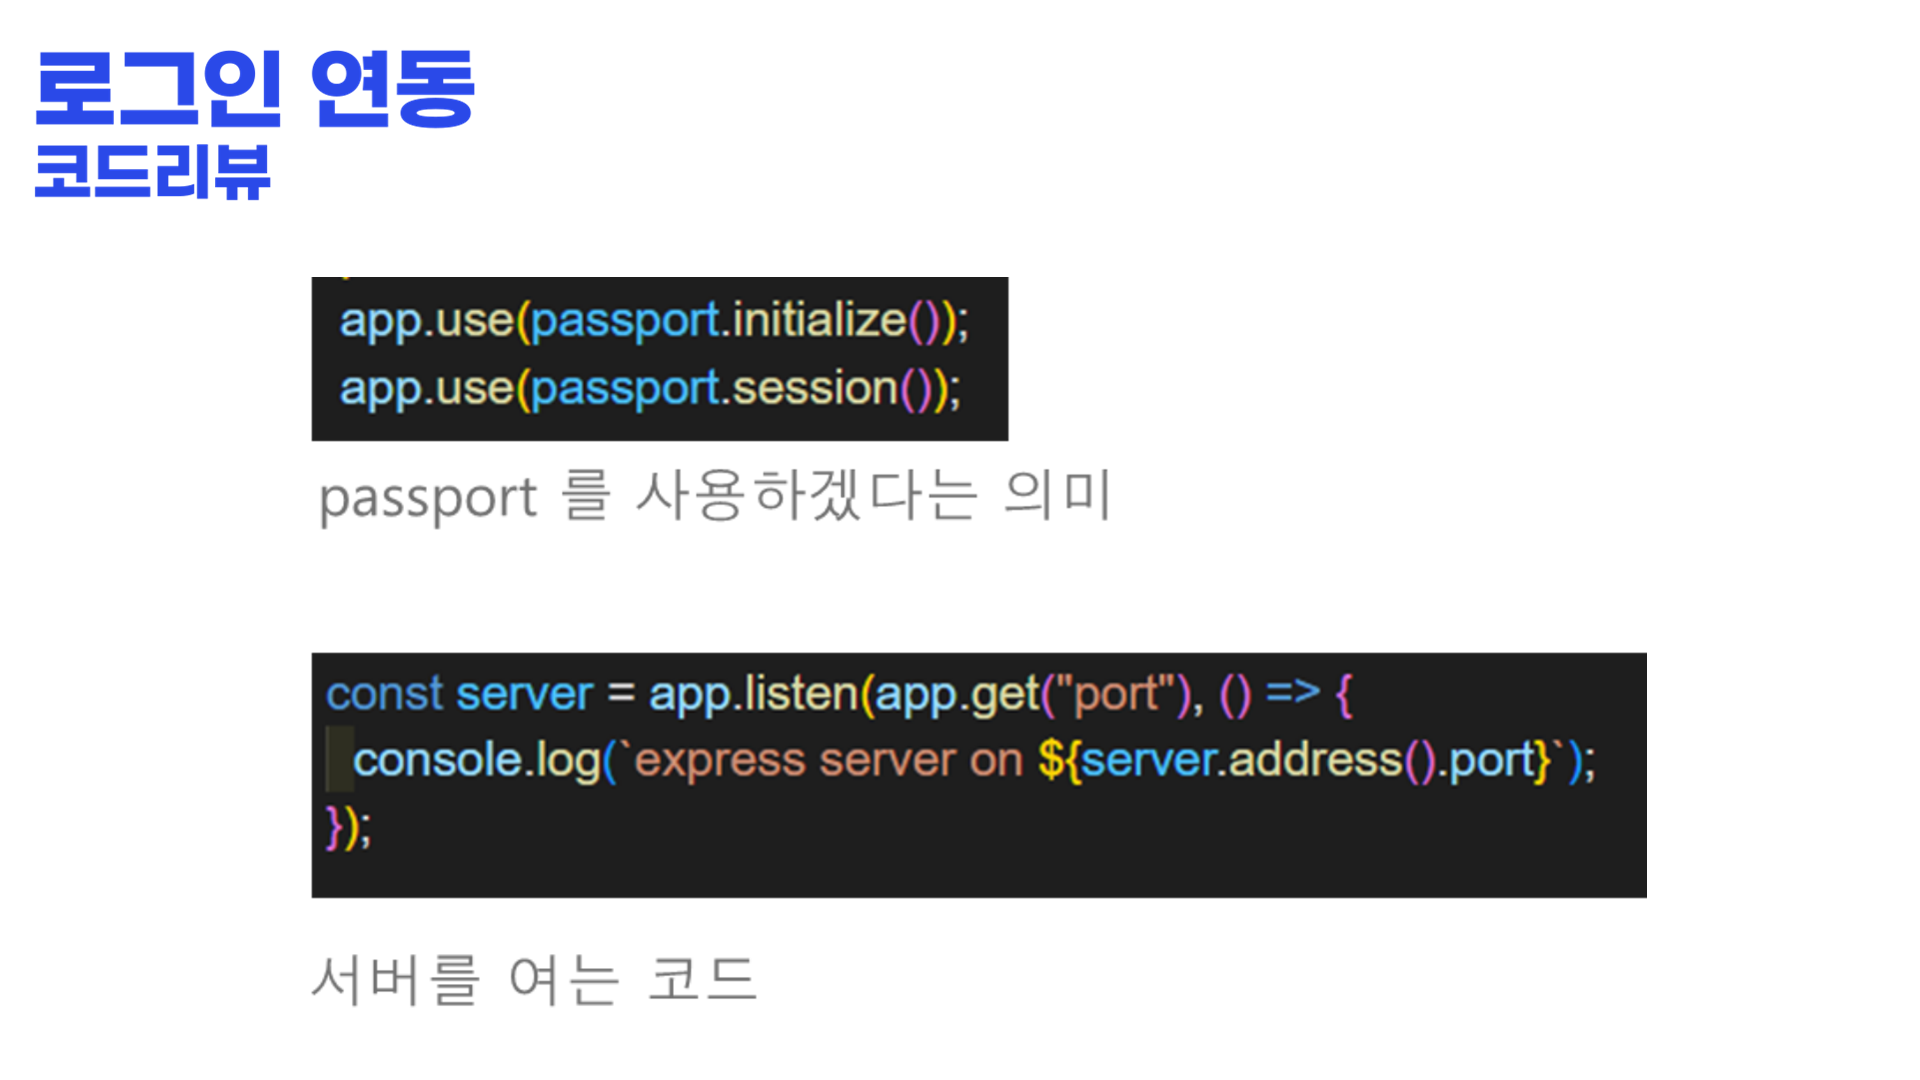 로그인 연동
코드리뷰
app.use(passport.initialize());
app.use(passport.session());
passport 를 사용하겠다는 의미
const server = app.listen(app.get("port"), () => {
console.log(`express server on ${server.address().port}`);
});
서버를 여는 코드